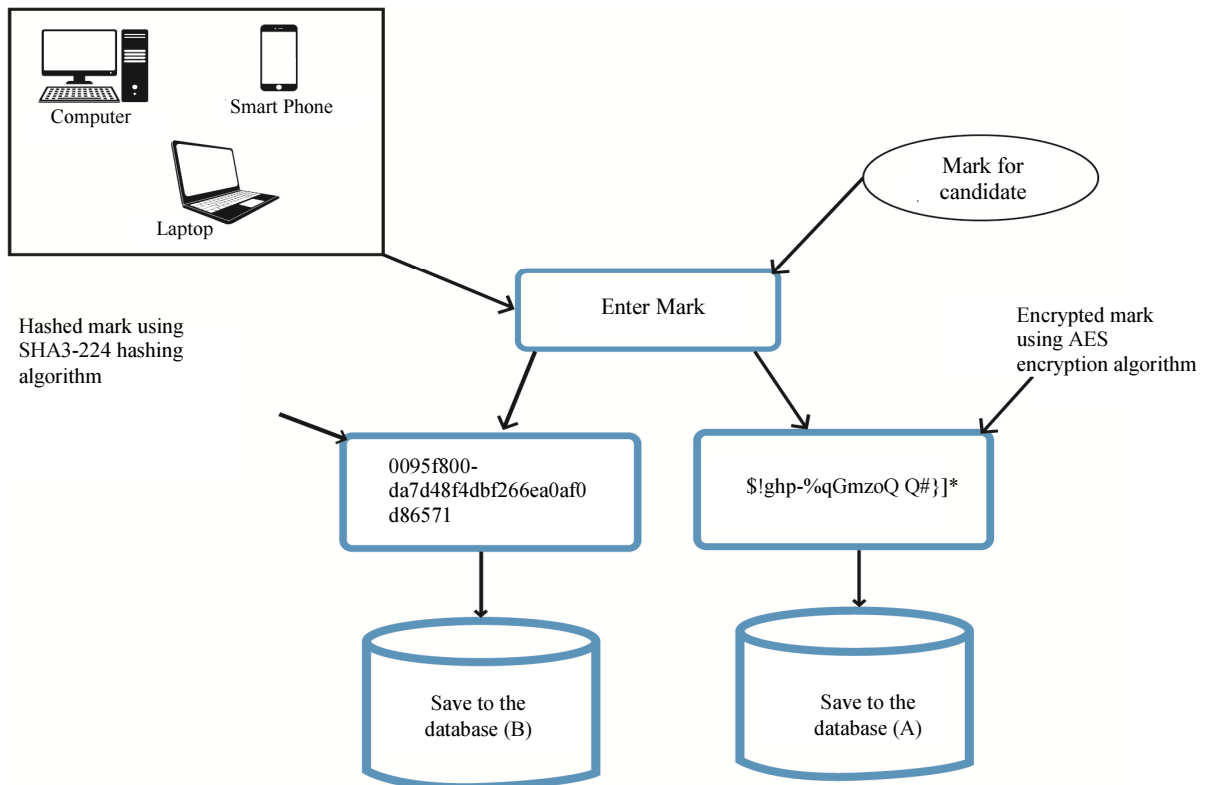 Computer
Smart Phone
Laptop
Mark for
candidate
Enter Mark
Hashed mark using
SHA3-224 hashing
algorithm
Encrypted mark
using AES
encryption algorithm
0095f800-
da7d48f4dbf266ea0af0
d86571
$!ghp-%qGmzoQ Q#}]*
Save to the
database (B)
Save to the
database (A)